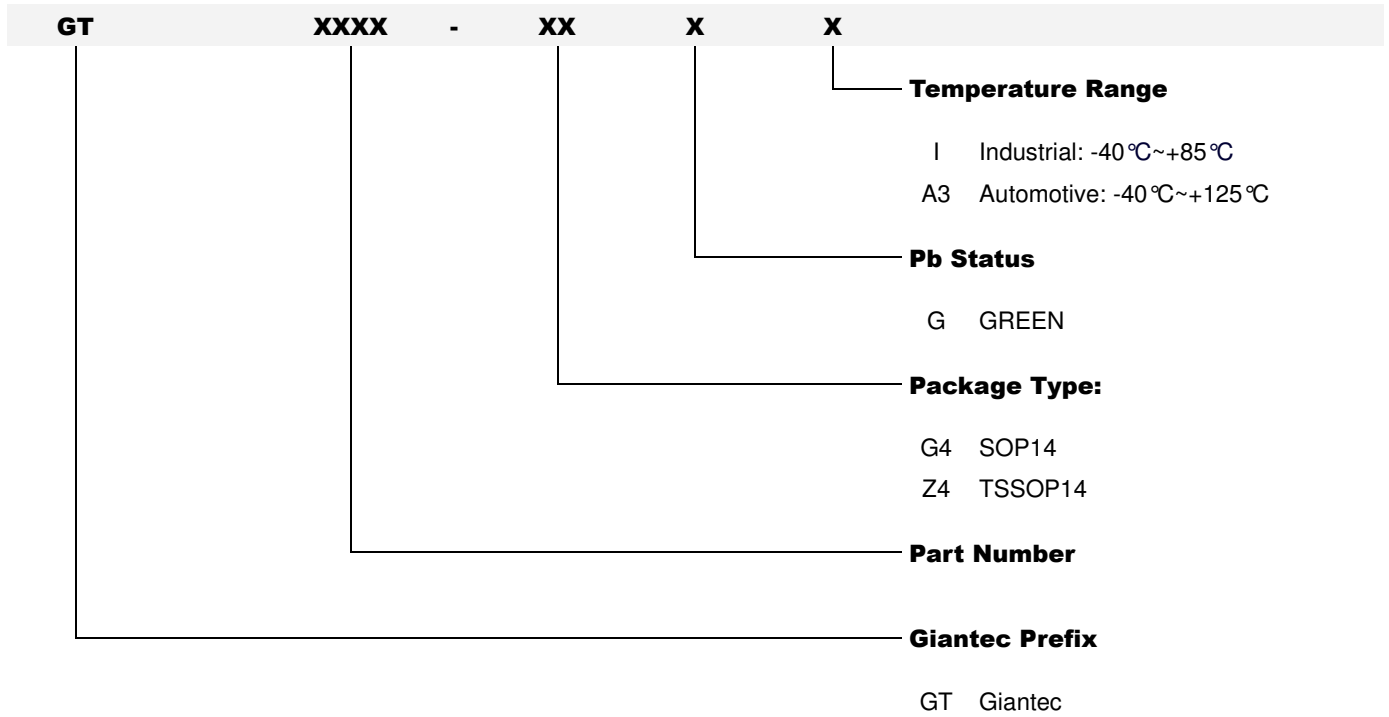 GT XXXX - XX X X
Temperature Range
I Industrial: -40℃~+85℃
A3 Automotive: -40℃~+125℃
Pb Status
G GREEN
Package Type:
G4 SOP14
Z4 TSSOP14
Part Number
Giantec Prefix
GT Giantec